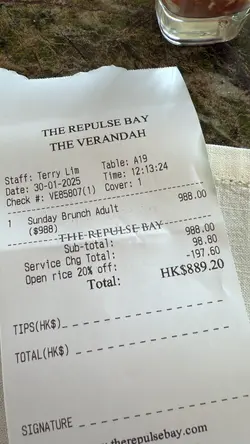 THE REPULSE BAY
THE VERANDAH
Staff: Terry Lim Table: A19
Date: 30-01-2025 Time: 12:13:24
Check #: VE85807(1) Cover: 1
1 Sunday Brunch Adult 988.00
($988)
THE REPULSE BAY
Sub-total: 988.00
Service Chg Total: 98.80
Open rice 20% off: -197.60
Total: HK$889.20
TIPS(HK$)
TOTAL(HK$)
SIGNATURE
therepulsebay.com